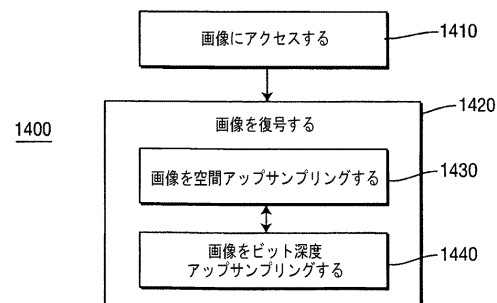 画像にアクセスする
1410
1420
画像を復号する
1400
画像を空間アップサンプリングする
1430
画像をビット深度
アップサンプリングする
1440